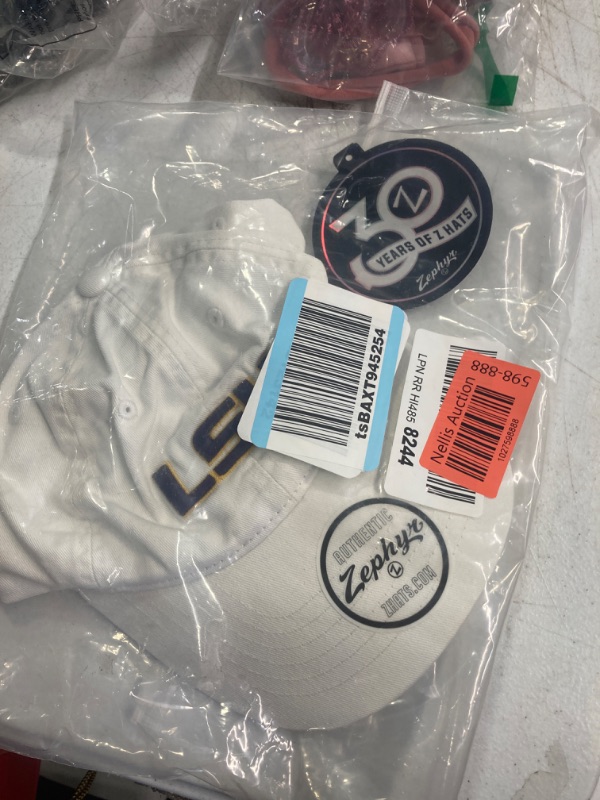 30
YEARS OF Z HATS
Zephyr
tsBAXT945254
LPN RR HI485 8244
598-888
Nellis Auction
1027598888
LS
AUTHENTIC
Zephyr
Z
ZHATS.COM